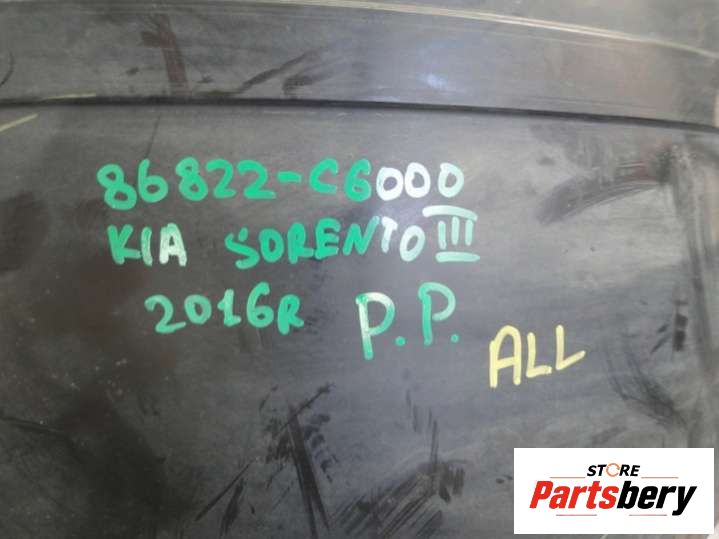 86822-C6000
KIA SORENTO III
2016R P.P.
ALL
STORE
Partsbery